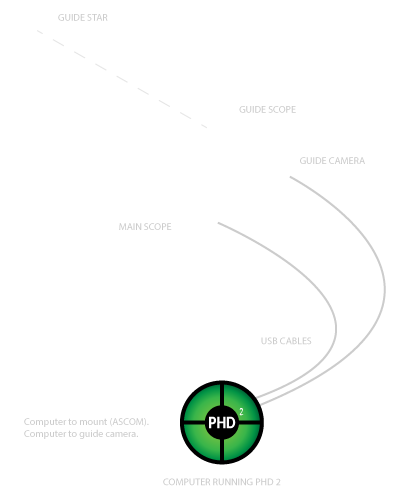 GUIDE STAR
GUIDE SCOPE
GUIDE CAMERA
MAIN SCOPE
USB CABLES
PHD 2
Computer to mount (ASCOM).
Computer to guide camera.
COMPUTER RUNNING PHD 2